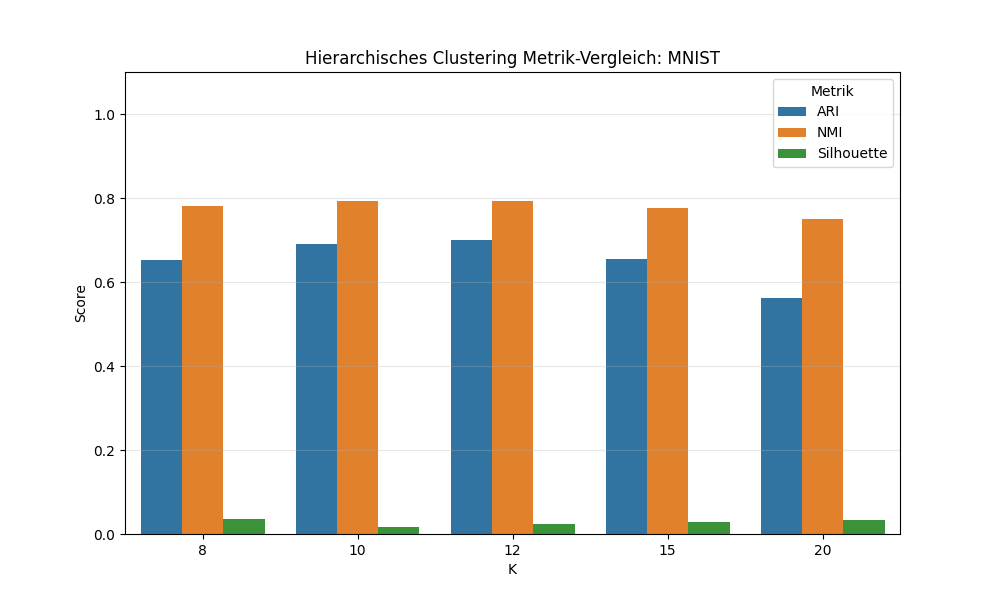 Hierarchisches Clustering Metrik-Vergleich: MNIST
Metrik
ARI
NMI
Silhouette
Score
1.0
0.8
0.6
0.4
0.2
0.0
8 10 12 15 20
K